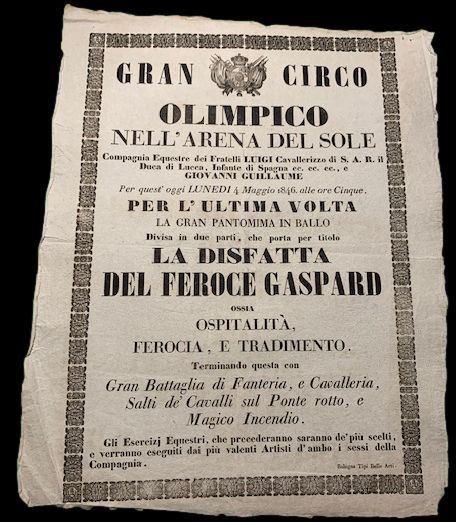 GRAN CIRCO
OLIMPICO
NELL'ARENA DEL SOLE
Compagnia Equestre dei Fratelli LUIGI Cavallerizzo di S. A. R. il
Duca di Lucca, Infante di Spagna ec. ec. ec., e
GIOVANNI GUILLAUME
Per quest' oggi LUNEDI 4 Maggio 1846. alle ore Cinque.
PER L'ULTIMA VOLTA
LA GRAN PANTOMIMA IN BALLO
Divisa in due parti, che porta per titolo
LA DISFATTA
DEL FEROCE GASPARD
OSSIA
OSPITALITÀ,
FEROCIA, E TRADIMENTO.
Terminando questa con
Gran Battaglia di Fanteria, e Cavalleria,
Salti de' Cavalli sul Ponte rotto, e
Magico Incendio.
Gli Esercizj Equestri, che precederanno saranno de' più scelti,
e verranno eseguiti dai più valenti Artisti d'ambo i sessi della
Compagnia.
Bologna Tipi Belle Arti.